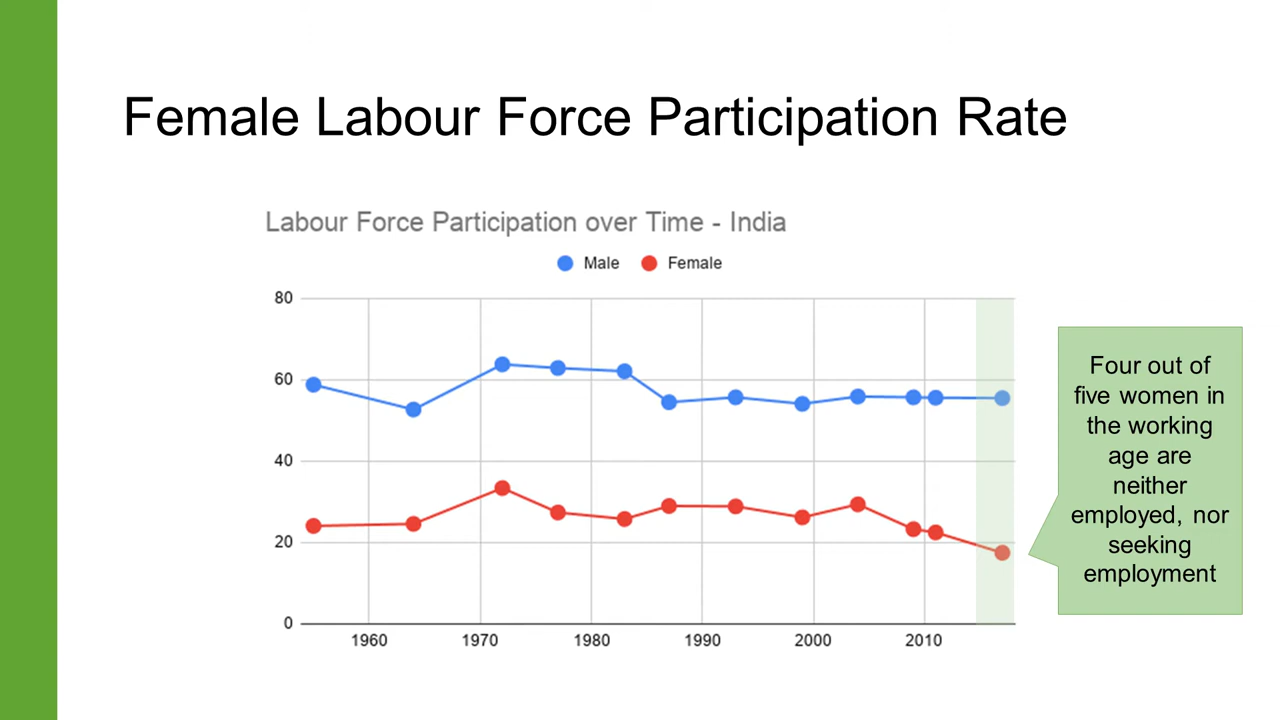 Female Labour Force Participation Rate
Labour Force Participation over Time - India
Male Female
80
60
40
20
0
1960 1970 1980 1990 2000 2010
Four out of
five women in
the working
age are
neither
employed, nor
seeking
employment